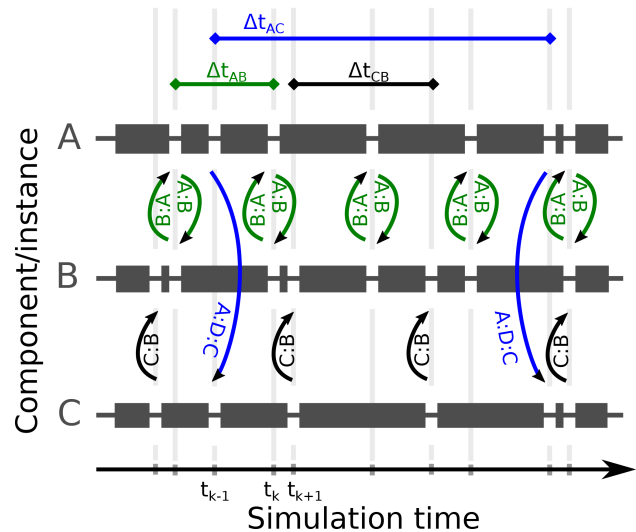 Δt_AC
Δt_AB
Δt_CB
A
B:A A:B B:A A:B B:A A:B B:A A:B B:A A:B
Component/instance
B
A:D:C A:D:C
C:B C:B C:B C:B
C
t_k-1 t_k t_k+1
Simulation time